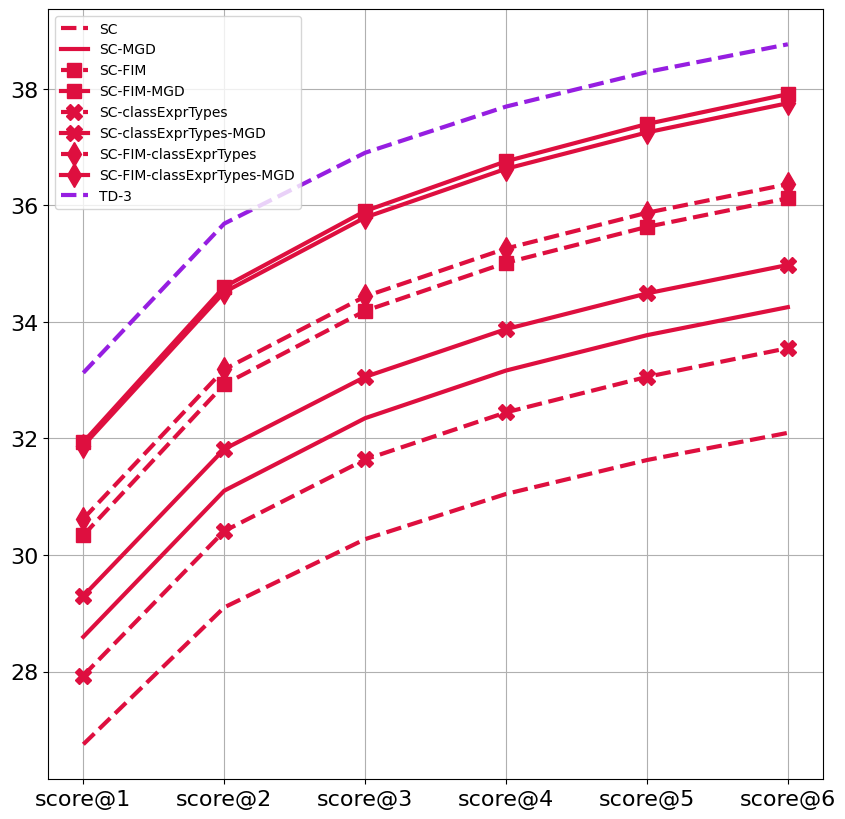 SC
SC-MGD
SC-FIM
SC-FIM-MGD
SC-classExprTypes
SC-classExprTypes-MGD
SC-FIM-classExprTypes
SC-FIM-classExprTypes-MGD
TD-3
38
36
34
32
30
28
score@1 score@2 score@3 score@4 score@5 score@6